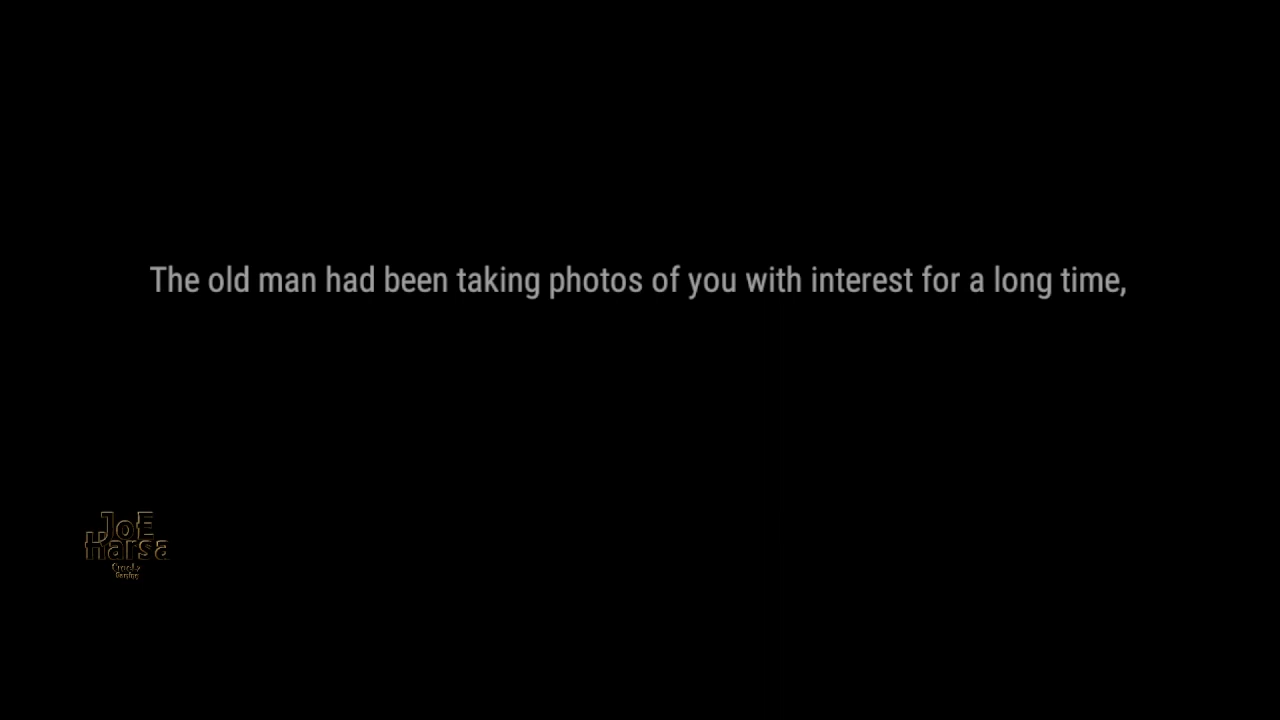 The old man had been taking photos of you with interest for a long time,
JoE
Harsa